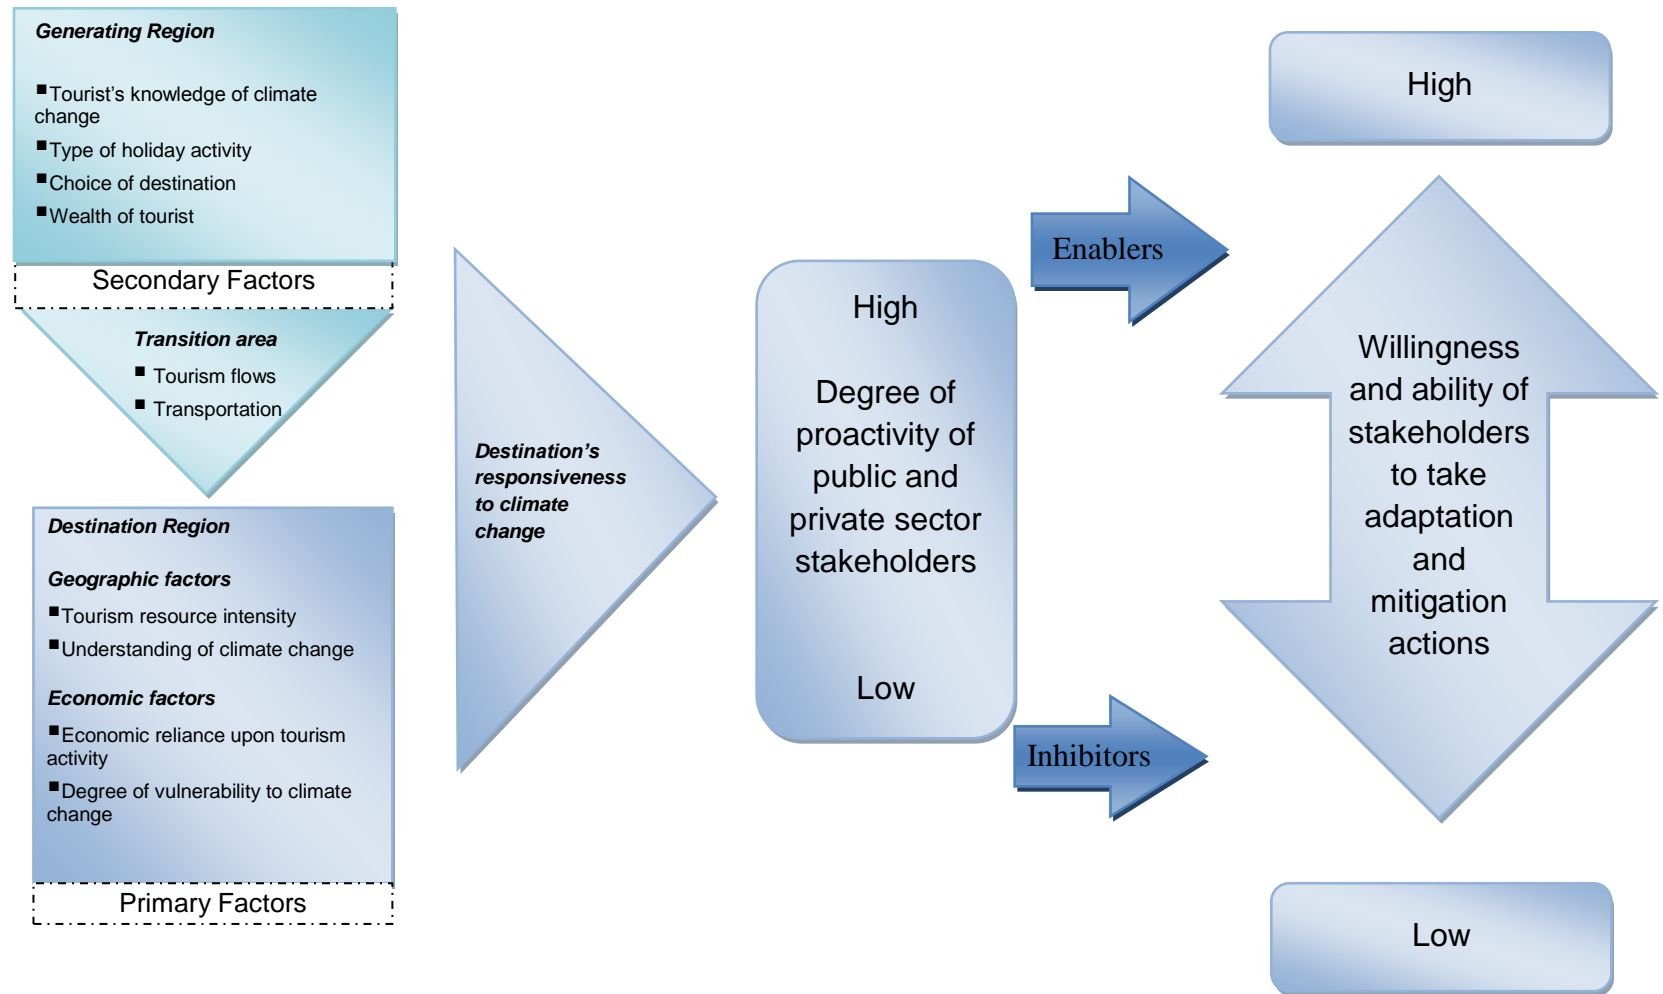 Generating Region
▪Tourist's knowledge of climate
change
▪Type of holiday activity
▪Choice of destination
▪Wealth of tourist
Secondary Factors
Transition area
▪ Tourism flows
▪ Transportation
Destination Region
Geographic factors
▪Tourism resource intensity
▪Understanding of climate change
Economic factors
▪Economic reliance upon tourism
activity
▪Degree of vulnerability to climate
change
Primary Factors
Destination's
responsiveness
to climate
change
High
Degree of
proactivity of
public and
private sector
stakeholders
Low
Enablers
Inhibitors
High
Willingness
and ability of
stakeholders
to take
adaptation
and
mitigation
actions
Low